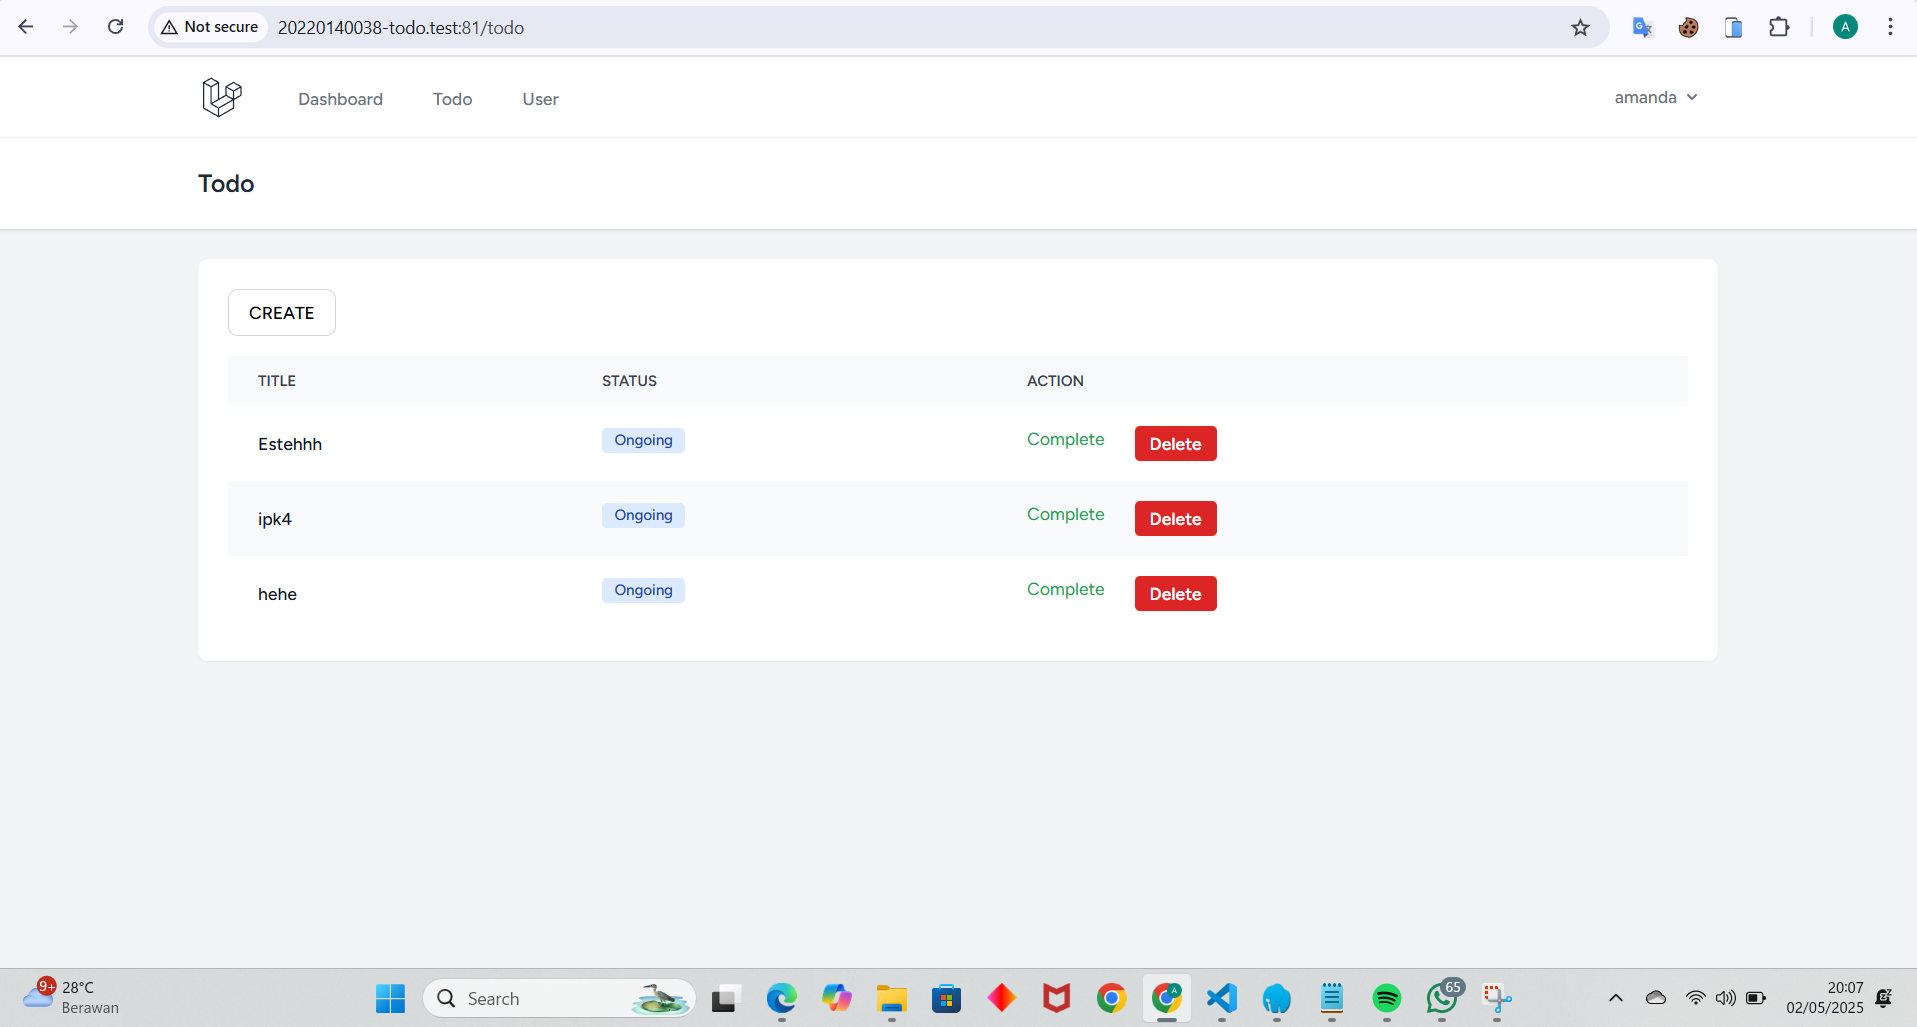 Not secure 20220140038-todo.test:81/todo
A
Dashboard Todo User amanda
Todo
CREATE
TITLE STATUS ACTION
Estehhh Ongoing Complete Delete
ipk4 Ongoing Complete Delete
hehe Ongoing Complete Delete
9+ 28°C
Berawan
Search
A
65
20:07
02/05/2025